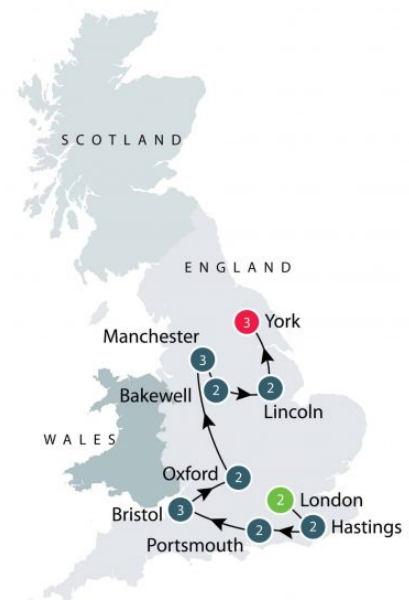 SCOTLAND
ENGLAND
3 York
Manchester
3
Bakewell 2
2
Lincoln
WALES
Oxford 2
2 London
Bristol 3
2 Hastings
Portsmouth 2